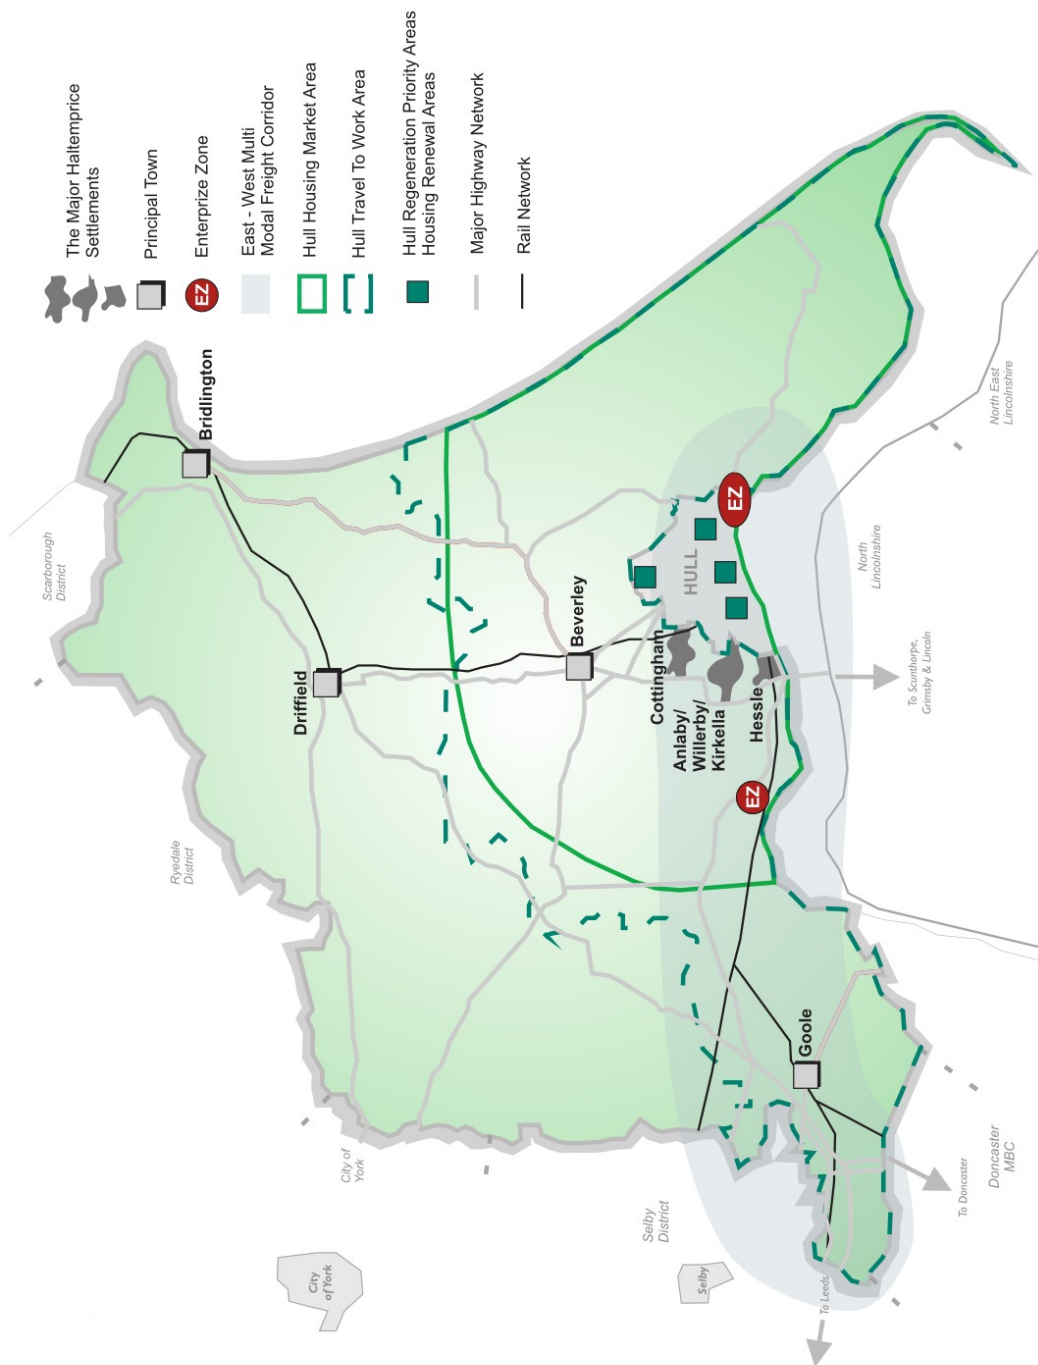 The Major Haltemprice
Settlements
Principal Town
EZ
Enterprize Zone
East - West Multi
Modal Freight Corridor
Hull Housing Market Area
Hull Travel To Work Area
Hull Regeneration Priority Areas
Housing Renewal Areas
Major Highway Network
Rail Network
Scarborough
District
Bridlington
Driffield
Ryedale
District
Beverley
City of
York
City
of York
Cottingham
HULL
Anlaby/
Willerby/
Kirkella
Hessle
EZ
EZ
Selby
District
Selby
Goole
North
Lincolnshire
North East
Lincolnshire
To Scunthorpe,
Grimsby & Lincoln
To Leeds
To Doncaster
Doncaster
MBC